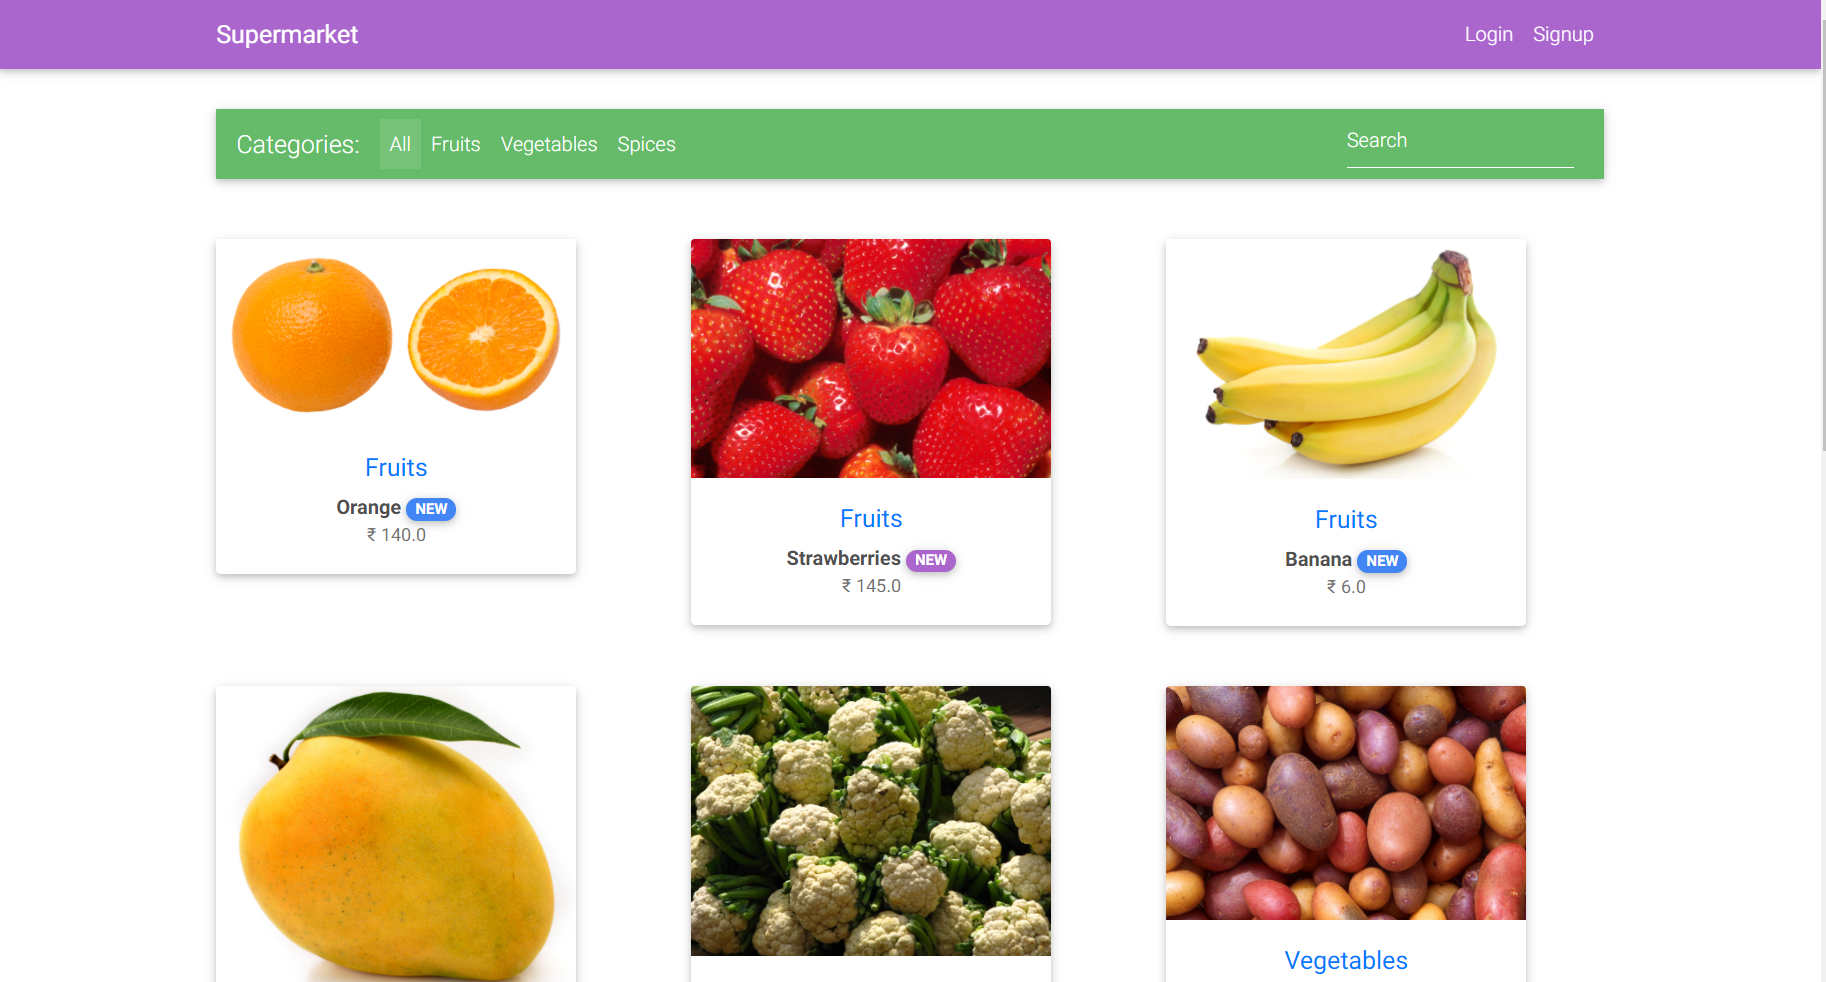 Supermarket
Login Signup
Categories: All Fruits Vegetables Spices
Search
Fruits
Orange NEW
₹ 140.0
Fruits
Strawberries NEW
₹ 145.0
Fruits
Banana NEW
₹ 6.0
Vegetables